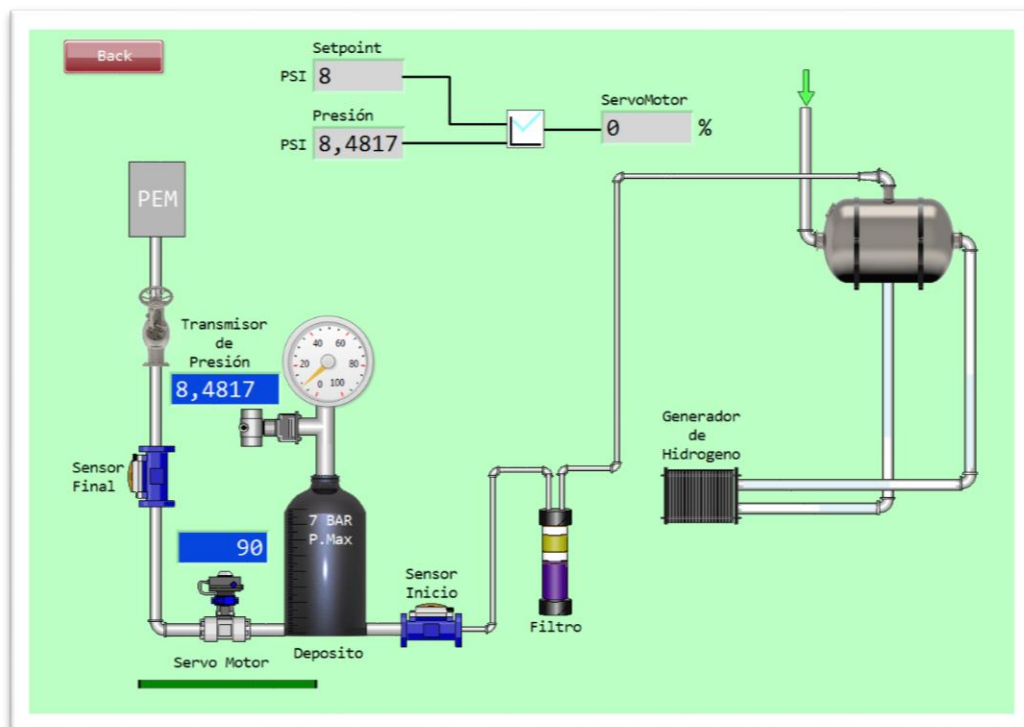 Back
Setpoint
PSI 8
Presión
PSI 8,4817
ServoMotor
0 %
PEM
Transmisor
de
Presión
8,4817
40 60
20 80
0 100
Sensor
Final
7 BAR
P.Max
90
Servo Motor
Deposito
Sensor
Inicio
Filtro
Generador
de
Hidrogeno